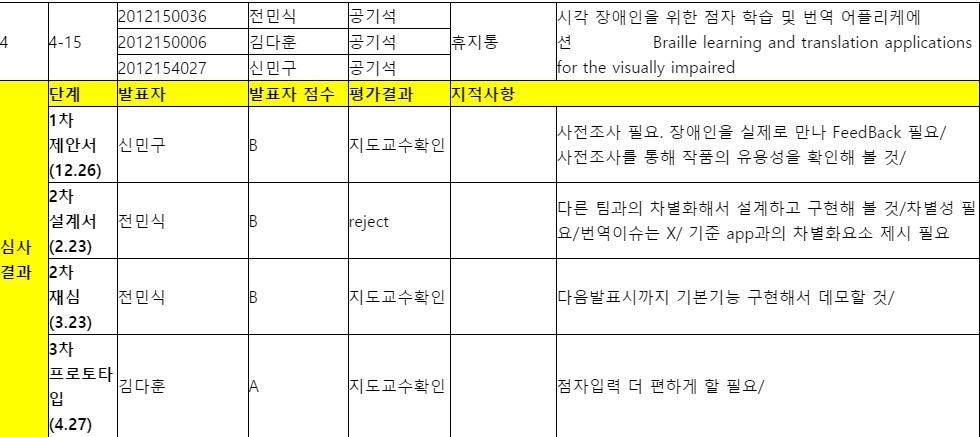 4 4-15 2012150036 전민식 공기석 휴지통 시각 장애인을 위한 점자 학습 및 번역 어플리케에
2012150006 김다훈 공기석 션 Braille learning and translation applications
2012154027 신민구 공기석 for the visually impaired
심사
결과
단계 발표자 발표자 점수 평가결과 지적사항
1차
제안서
(12.26)
신민구 B 지도교수확인
사전조사 필요. 장애인을 실제로 만나 FeedBack 필요/
사전조사를 통해 작품의 유용성을 확인해 볼 것/
2차
설계서
(2.23)
전민식 B reject
다른 팀과의 차별화해서 설계하고 구현해 볼 것/차별성 필
요/번역이슈는 X/ 기준 app과의 차별화요소 제시 필요
2차
재심
(3.23)
전민식 B 지도교수확인 다음발표시까지 기본기능 구현해서 데모할 것/
3차
프로토타
입
(4.27)
김다훈 A 지도교수확인 점자입력 더 편하게 할 필요/